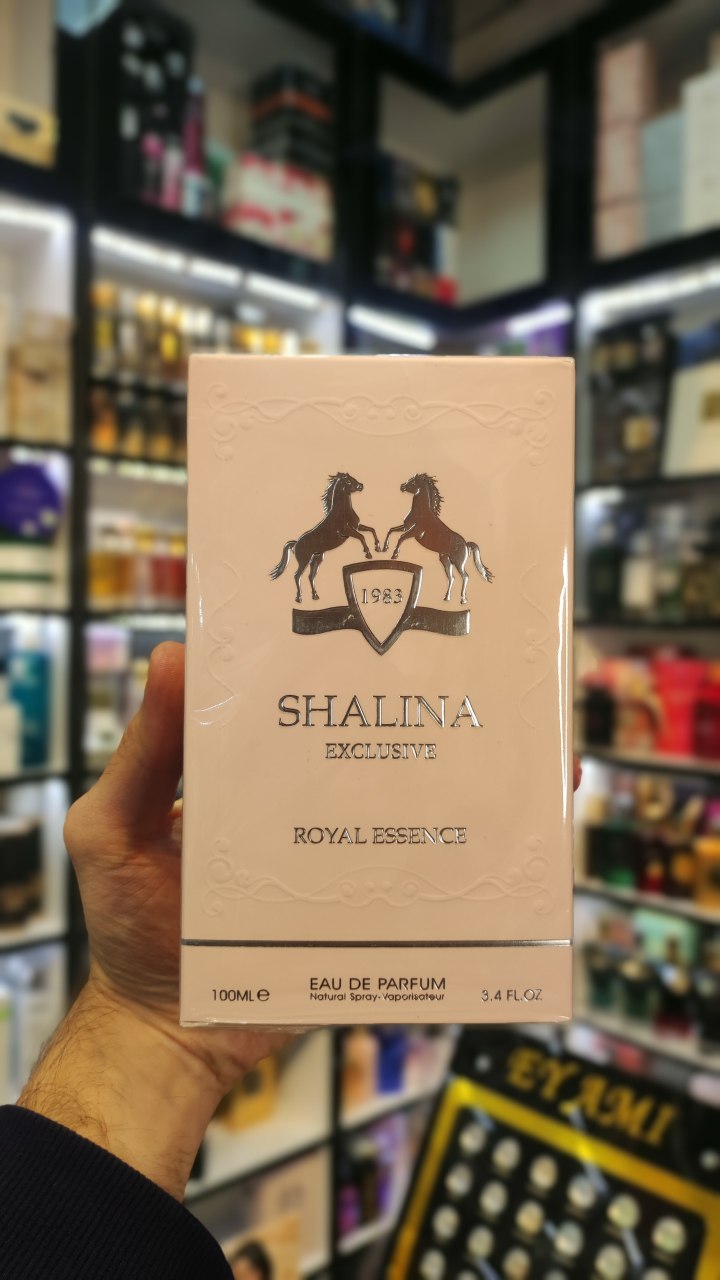 1983
SHALINA
EXCLUSIVE
ROYAL ESSENCE
100ML℮
EAU DE PARFUM
Natural Spray-Vaporisateur
3.4 FL.OZ
EYAMI